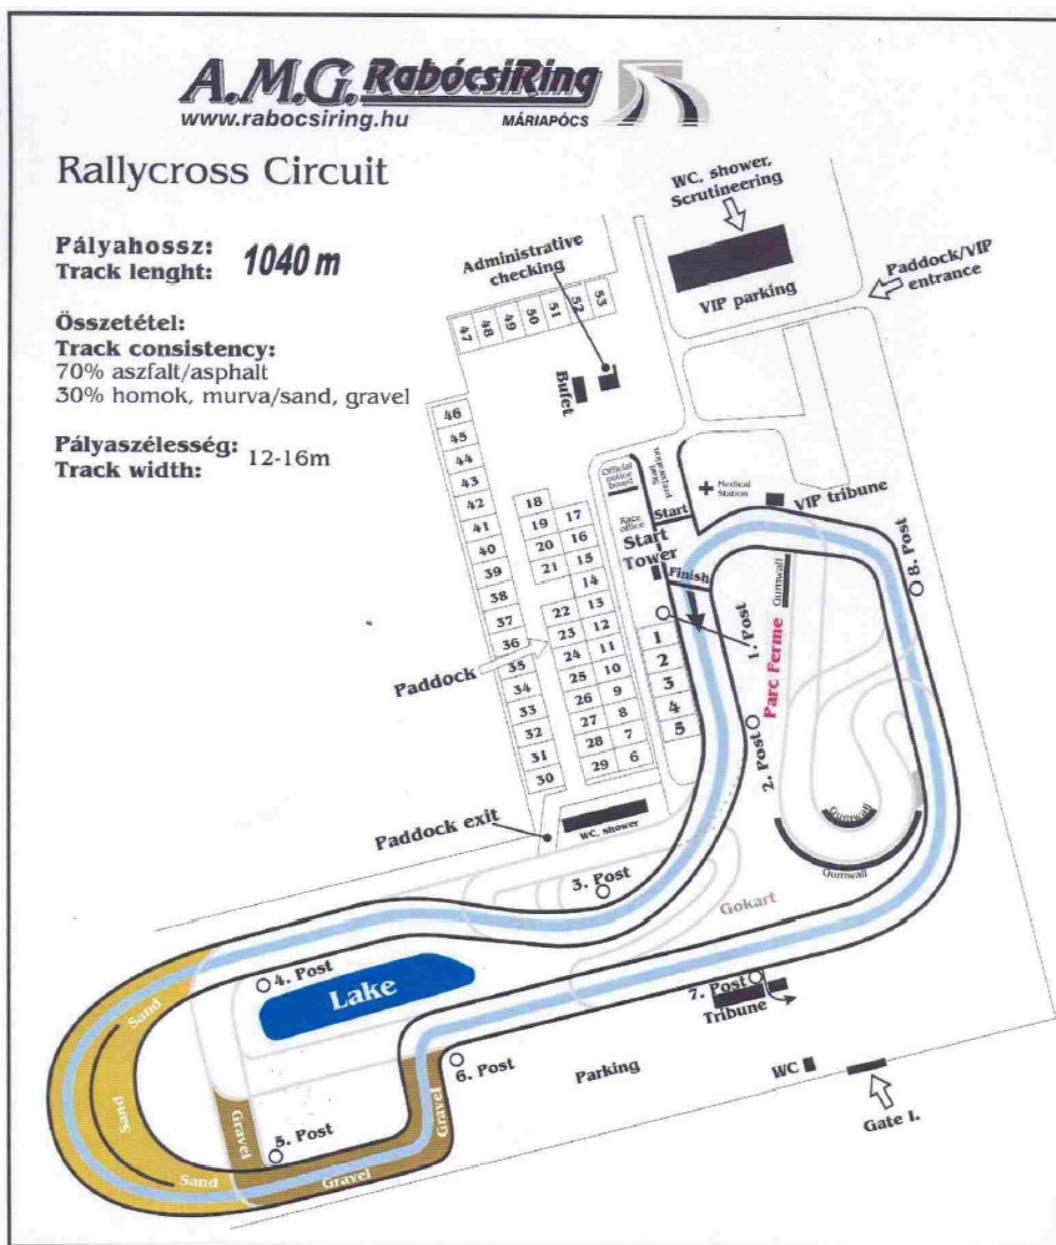 A.M.G. RabócsiRing
www.rabocsiring.hu
MÁRIAPÓCS
Rallycross Circuit
Pályahossz:
Track lenght: 1040 m
Összetétel:
Track consistency:
70% aszfalt/asphalt
30% homok, murva/sand, gravel
Pályaszélesség:
Track width: 12-16m
WC, shower,
Scrutineering
VIP parking
Paddock/VIP
entrance
Administrative
checking
47 48 49 50 51 52 53
Bufet
46
45
44
43
42
41
40
39
38
37
36
35
34
33
32
31
30
18
19
20
21
17
16
15
14
13
12
11
10
9
8
7
6
22
23
24
25
26
27
28
29
Official
notice
board
Start
preparation
Race
office
Start
Medical
Station
VIP tribune
Start
Tower
Finish
1
2
3
4
5
1. Post
2. Post
Parc Ferme
Gumwall
8. Post
Paddock
Paddock exit
WC, shower
3. Post
Gumwall
Gumwall
Gokart
4. Post
Lake
7. Post
Tribune
6. Post
Parking
WC
Gate I.
Sand
Sand
Sand
Gravel
Gravel
Gravel
5. Post